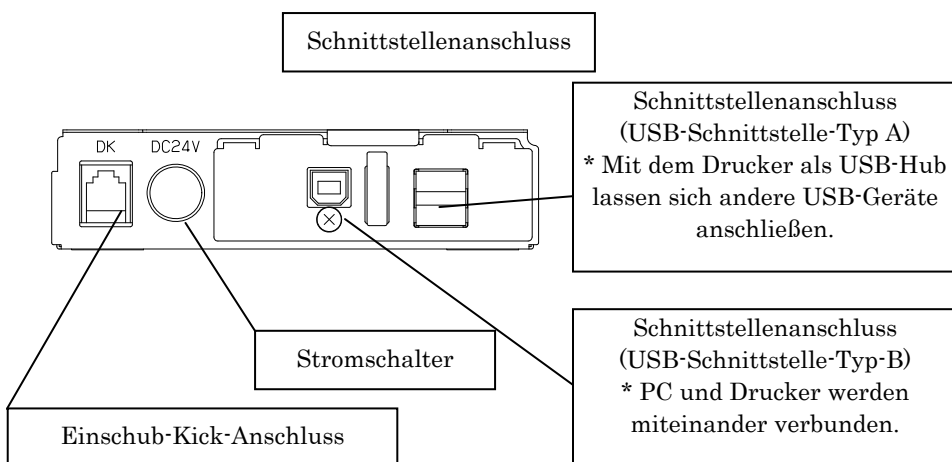 Schnittstellenanschluss
Schnittstellenanschluss
(USB-Schnittstelle-Typ A)
* Mit dem Drucker als USB-Hub
lassen sich andere USB-Geräte
anschließen.
DK
DC24V
Schnittstellenanschluss
(USB-Schnittstelle-Typ-B)
* PC und Drucker werden
miteinander verbunden.
Stromschalter
Einschub-Kick-Anschluss